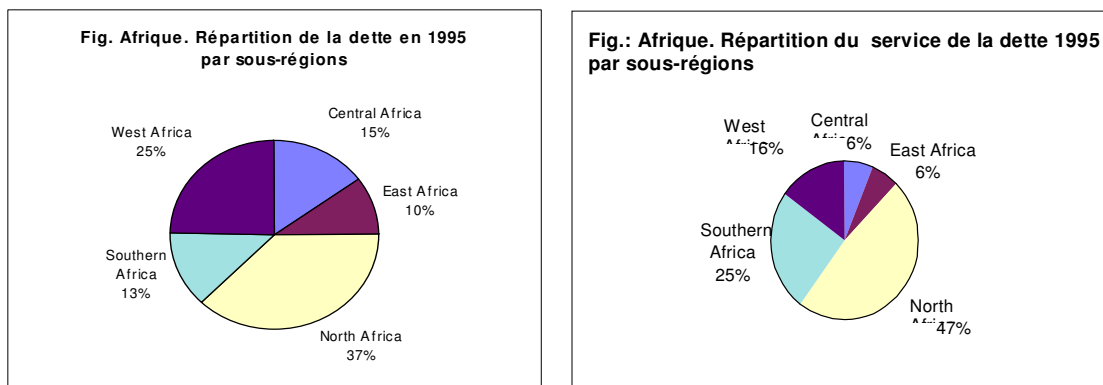 Fig. Afrique. Répartition de la dette en 1995
par sous-régions
Central Africa
15%
West Africa
25%
East Africa
10%
Southern
Africa
13%
North Africa
37%
Fig.: Afrique. Répartition du service de la dette 1995
par sous-régions
West
16%
Central
6%
East Africa
6%
Southern
Africa
25%
North
47%